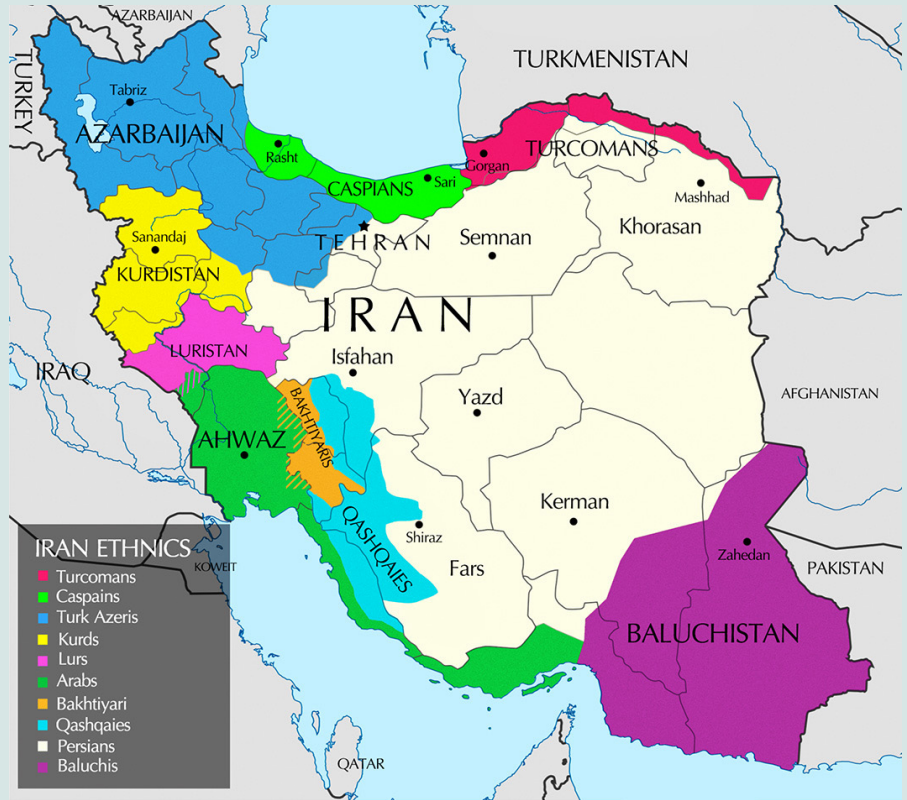 AZARBAIJAN
TURKEY
TURKMENISTAN
Tabriz
AZARBAIJAN
Rasht
CASPIANS
Sari
Gorgan
TURCOMANS
Mashhad
Khorasan
Sanandaj
KURDISTAN
TEHRAN
Semnan
IRAN
LURISTAN
Isfahan
IRAQ
Yazd
AFGHANISTAN
BAKHTIYARIS
AHWAZ
Kerman
QASHQAIES
Shiraz
Fars
Zahedan
PAKISTAN
BALUCHISTAN
KOWEIT
QATAR
IRAN ETHNICS
Turcomans
Caspains
Turk Azeris
Kurds
Lurs
Arabs
Bakhtiyari
Qashqaies
Persians
Baluchis